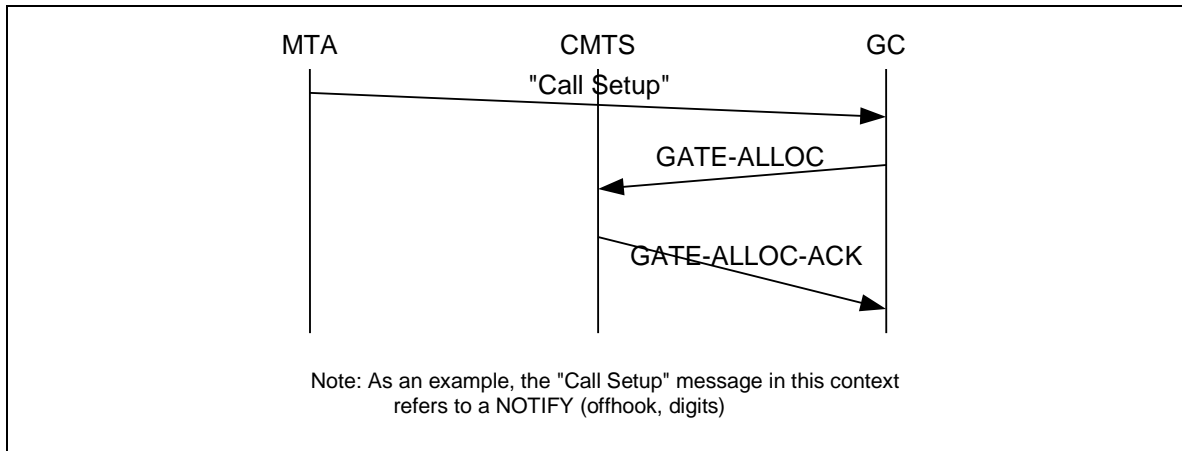 MTA CMTS GC
"Call Setup"
GATE-ALLOC
GATE-ALLOC-ACK
Note: As an example, the "Call Setup" message in this context
refers to a NOTIFY (offhook, digits)